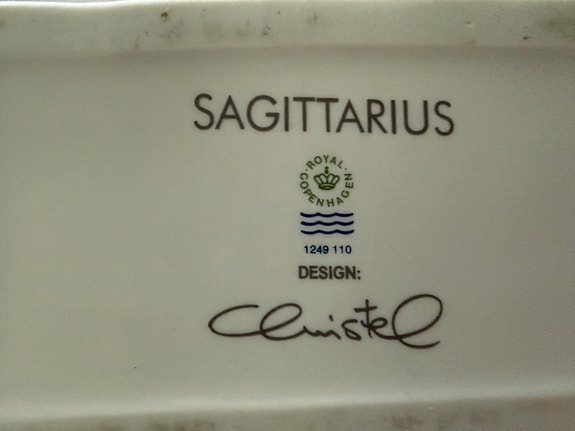 SAGITTARIUS
ROYAL
COPENHAGEN
1249 110
DESIGN:
Christel